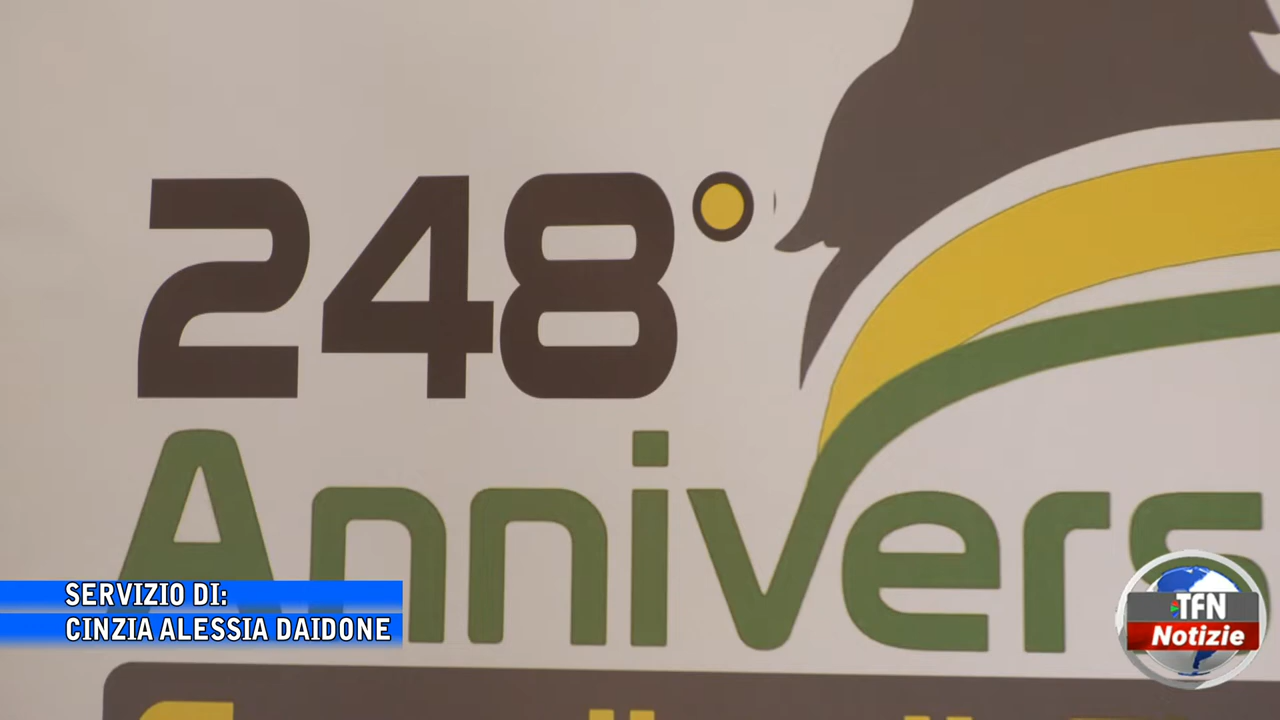 248°
Annivers
SERVIZIO DI:
CINZIA ALESSIA DAIDONE
TFN
Notizie